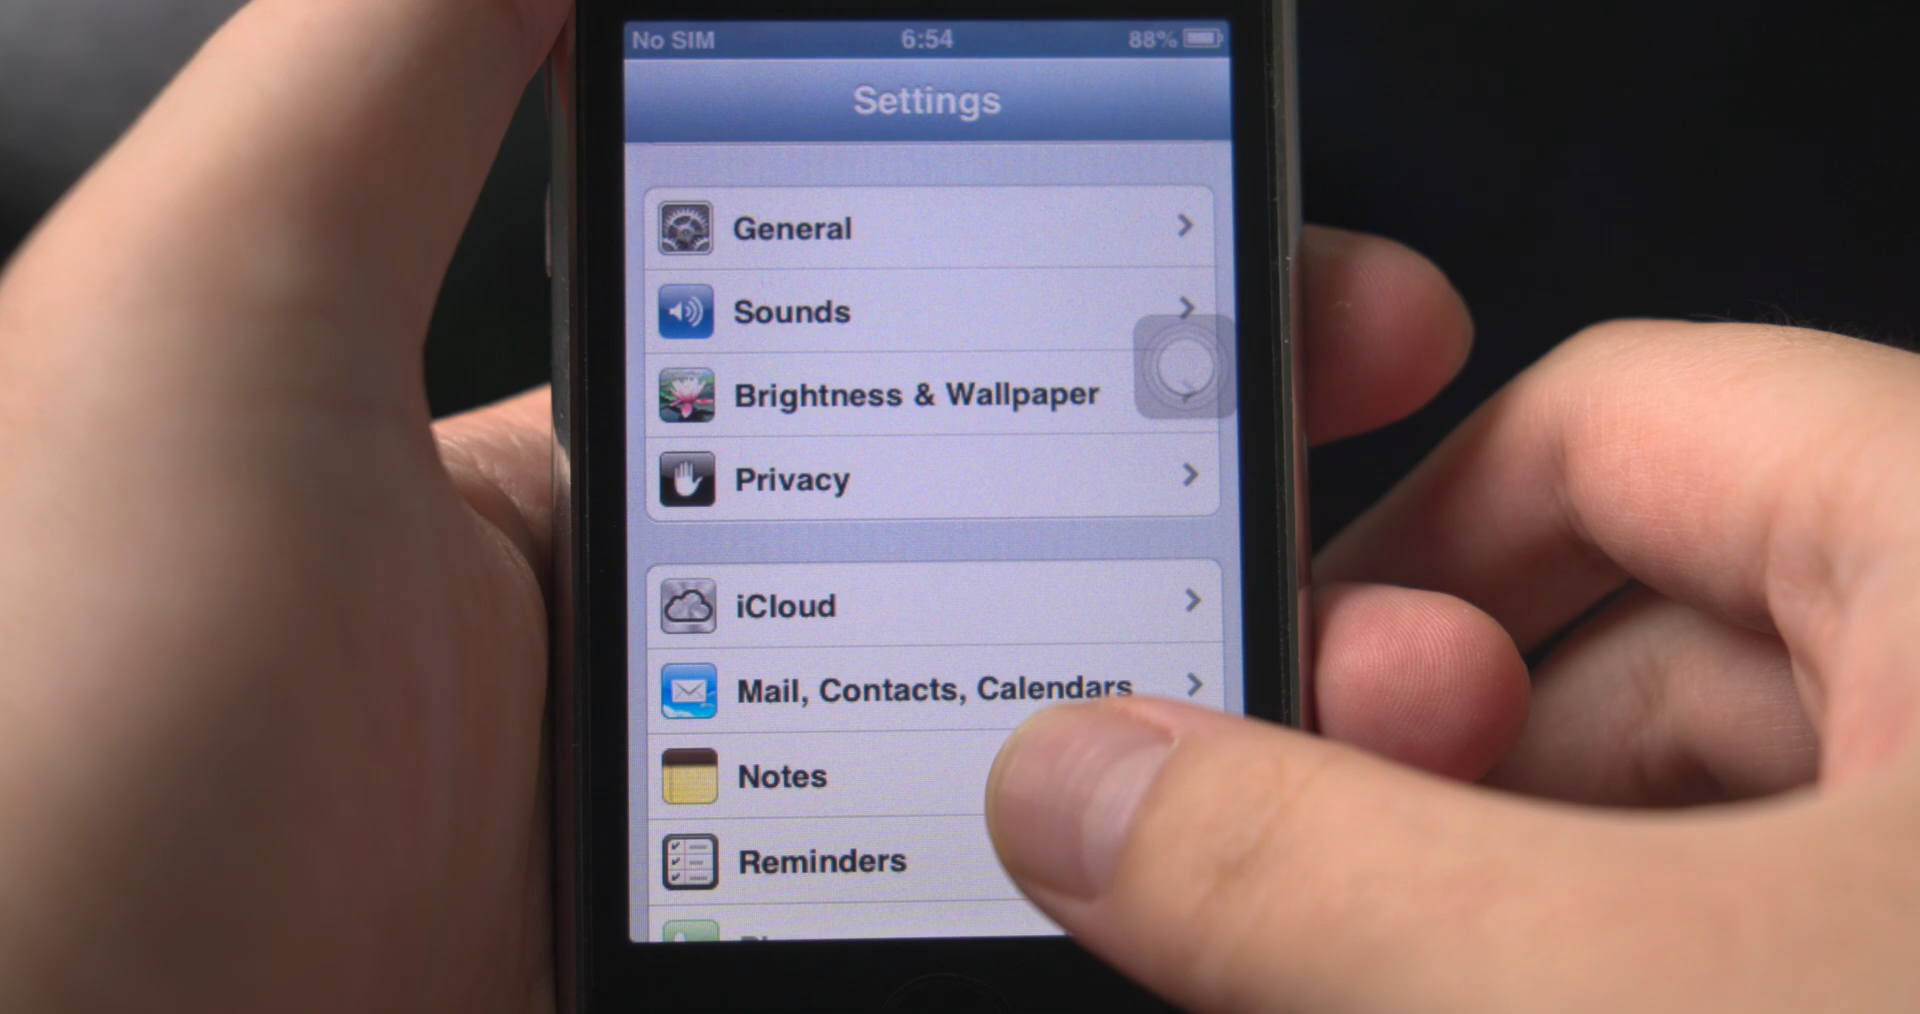 No SIM 6:54 88%
Settings
General
Sounds
Brightness & Wallpaper
Privacy
iCloud
Mail, Contacts, Calendars
Notes
Reminders